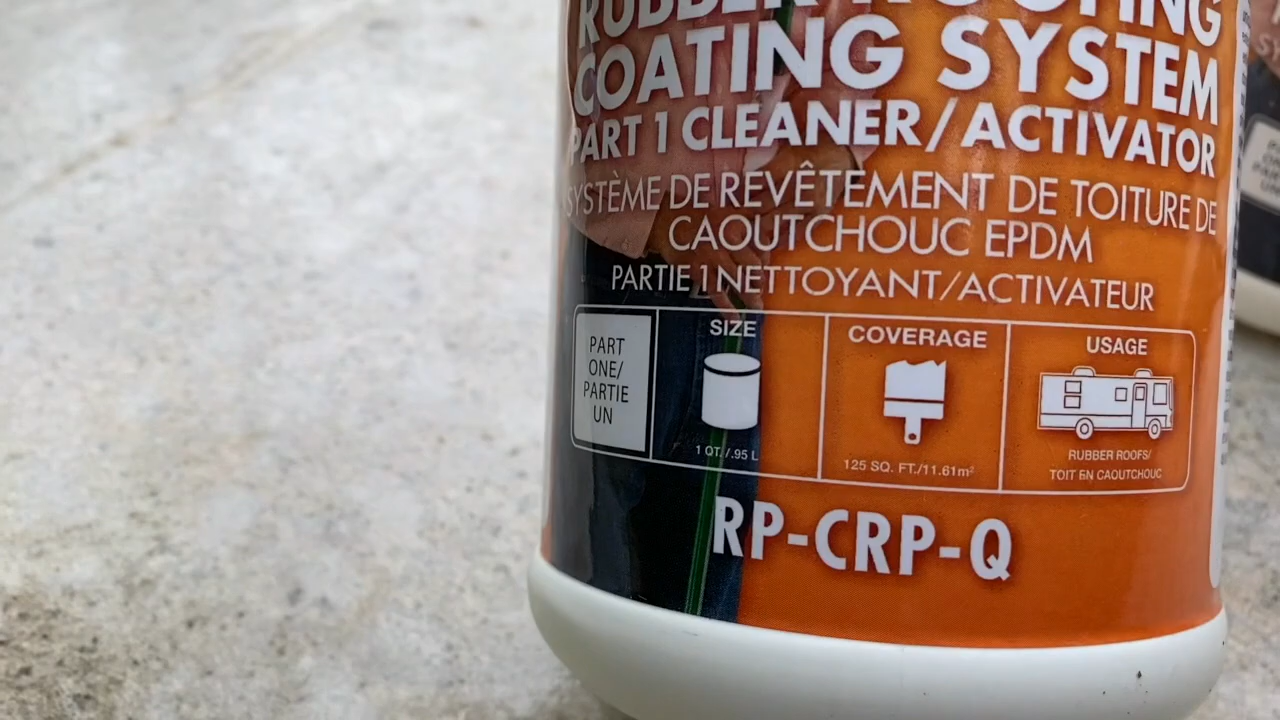 RUBBER ROOFING
COATING SYSTEM
PART 1 CLEANER/ACTIVATOR
SYSTÈME DE REVÊTEMENT DE TOITURE DE
CAOUTCHOUC EPDM
PARTIE 1 NETTOYANT/ACTIVATEUR
PART
ONE/
PARTIE
UN
SIZE
1 QT./.95 L
COVERAGE
125 SQ. FT./11.61m²
USAGE
RUBBER ROOFS/
TOIT EN CAOUTCHOUC
RP-CRP-Q